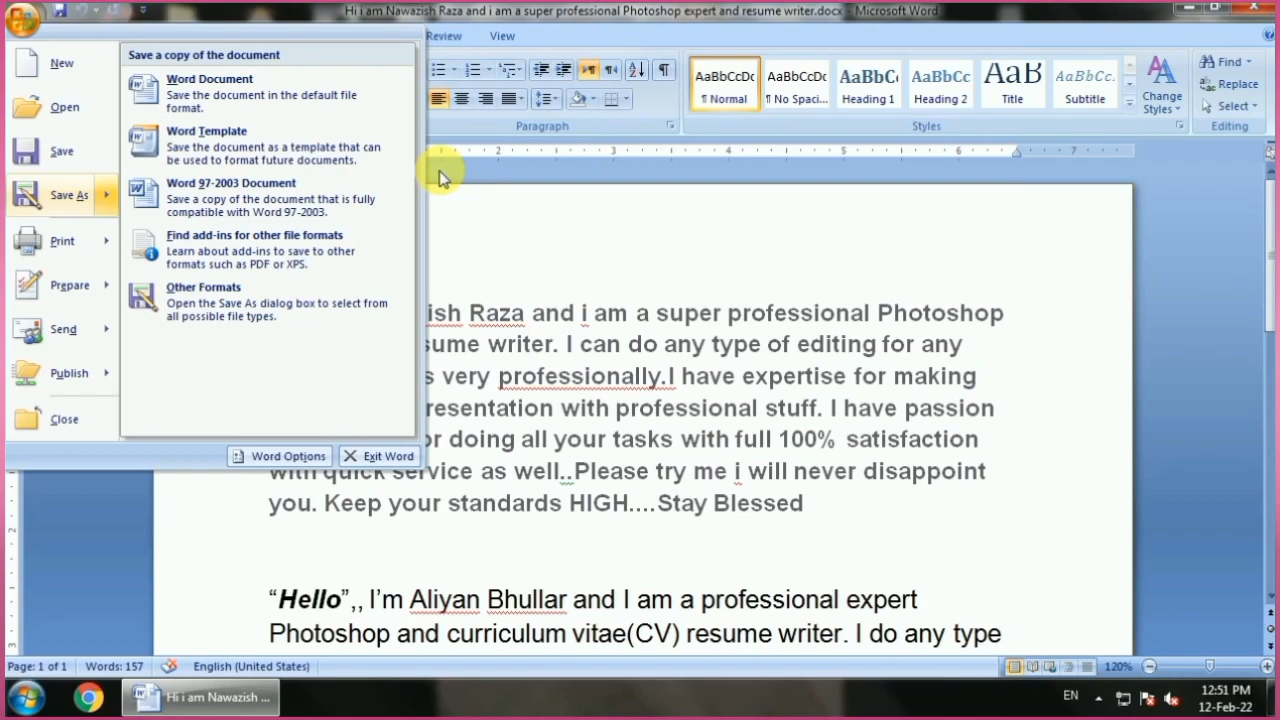 Hi i am Nawazish Raza and i am a super professional Photoshop expert and resume writer.docx - Microsoft Word
Review View
New
Open
Save
Save As
Print
Prepare
Send
Publish
Close
Save a copy of the document
Word Document
Save the document in the default file
format.
Word Template
Save the document as a template that can
be used to format future documents.
Word 97-2003 Document
Save a copy of the document that is fully
compatible with Word 97-2003.
Find add-ins for other file formats
Learn about add-ins to save to other
formats such as PDF or XPS.
Other Formats
Open the Save As dialog box to select from
all possible file types.
Word Options Exit Word
Paragraph
AaBbCcDc AaBbCcDc AaBbC AaBbCc AaB AaBbCc.
¶ Normal ¶ No Spaci... Heading 1 Heading 2 Title Subtitle
Change
Styles
Styles
Find
Replace
Select
Editing
2 3 4 5 6 7
ish Raza and i am a super professional Photoshop
sume writer. I can do any type of editing for any
s very professionally.I have expertise for making
resentation with professional stuff. I have passion
or doing all your tasks with full 100% satisfaction
with quick service as well..Please try me i will never disappoint
you. Keep your standards HIGH....Stay Blessed
“Hello”,, I’m Aliyan Bhullar and I am a professional expert
Photoshop and curriculum vitae(CV) resume writer. I do any type
2
3
Page: 1 of 1 Words: 157 English (United States) 120%
Hi i am Nawazish ... EN 12:51 PM
12-Feb-22